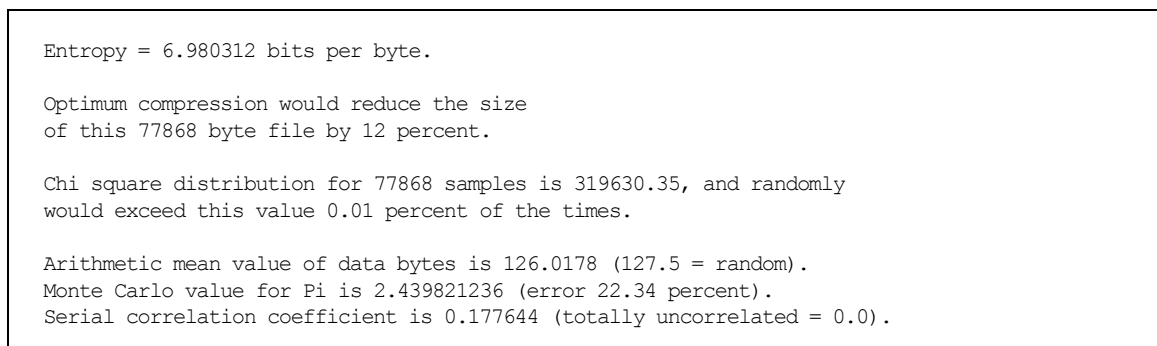 Entropy = 6.980312 bits per byte.
Optimum compression would reduce the size
of this 77868 byte file by 12 percent.
Chi square distribution for 77868 samples is 319630.35, and randomly
would exceed this value 0.01 percent of the times.
Arithmetic mean value of data bytes is 126.0178 (127.5 = random).
Monte Carlo value for Pi is 2.439821236 (error 22.34 percent).
Serial correlation coefficient is 0.177644 (totally uncorrelated = 0.0).